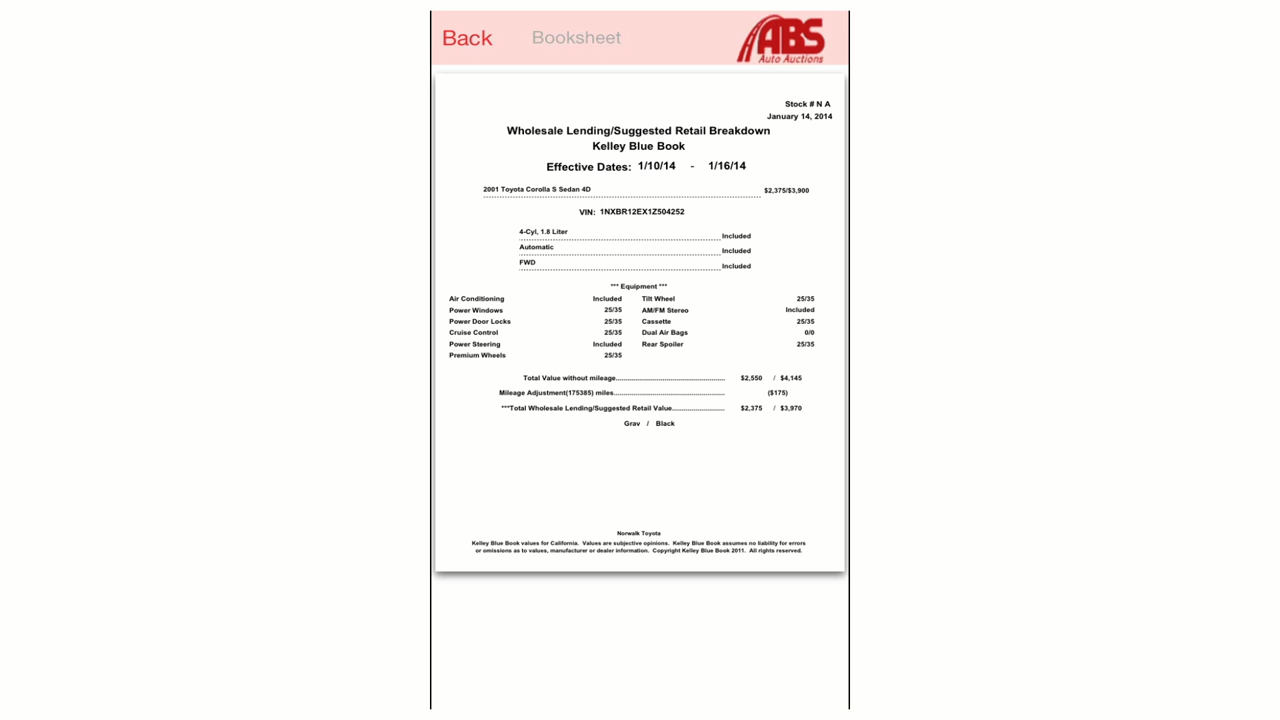 Back Booksheet ABS
Auto Auctions
Stock # N A
January 14, 2014
Wholesale Lending/Suggested Retail Breakdown
Kelley Blue Book
Effective Dates: 1/10/14 - 1/16/14
2001 Toyota Corolla S Sedan 4D $2,375/$3,900
VIN: 1NXBR12EX1Z504252
4-Cyl, 1.8 Liter Included
Automatic Included
FWD Included
*** Equipment ***
Air Conditioning Included Tilt Wheel 25/35
Power Windows 25/35 AM/FM Stereo Included
Power Door Locks 25/35 Cassette 25/35
Cruise Control 25/35 Dual Air Bags 0/0
Power Steering Included Rear Spoiler 25/35
Premium Wheels 25/35
Total Value without mileage........................................ $2,550 / $4,145
Mileage Adjustment(175385) miles........................................ ($175)
***Total Wholesale Lending/Suggested Retail Value.................... $2,375 / $3,970
Grav / Black
Norwalk Toyota
Kelley Blue Book values for California. Values are subjective opinions. Kelley Blue Book assumes no liability for errors
or omissions as to values, manufacturer or dealer information. Copyright Kelley Blue Book 2011. All rights reserved.